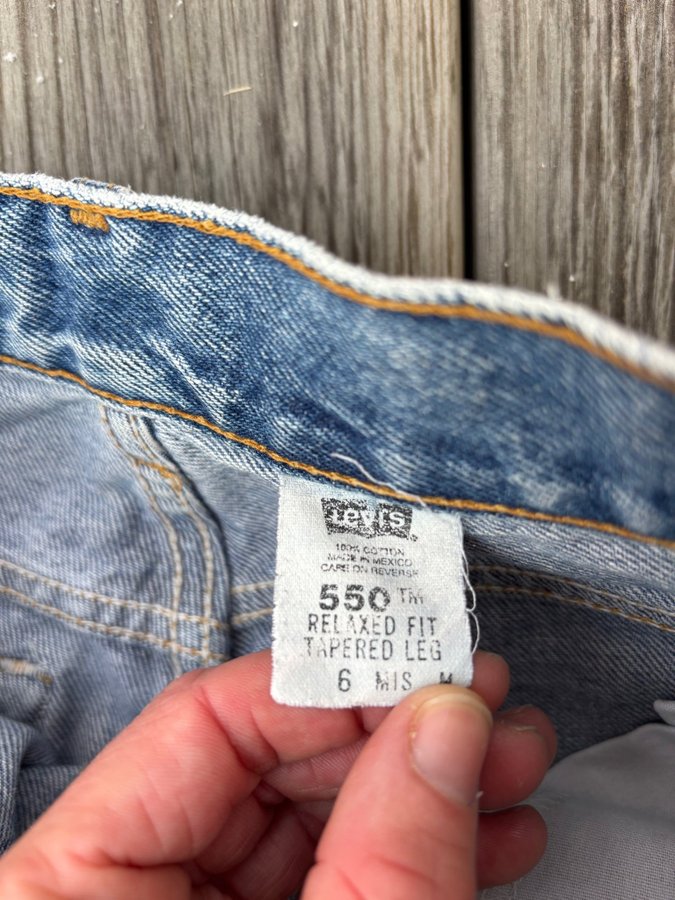 Levi's
100% COTTON
MADE IN MEXICO
CARE ON REVERSE
550 TM
RELAXED FIT
TAPERED LEG
6 MIS M